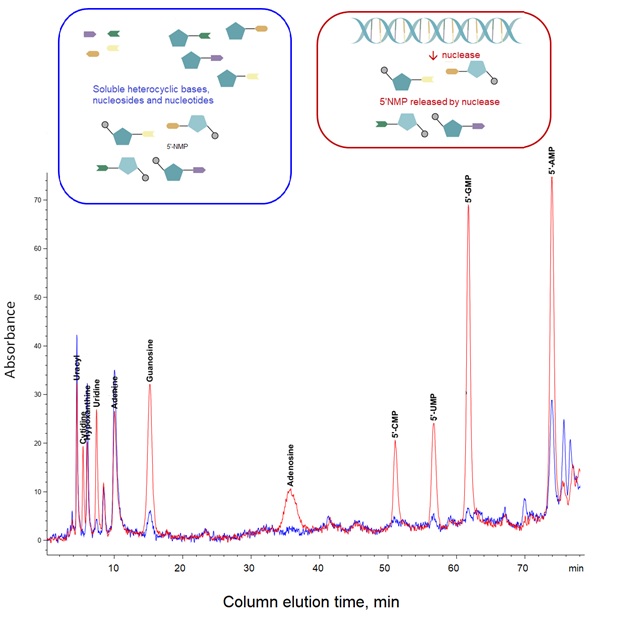 nuclease
5'NMP released by nuclease
Soluble heterocyclic bases,
nucleosides and nucleotides
5'-NMP
Absorbance
70
60
50
40
30
20
10
0
Uracyl
Cytidine
Hypoxanthine
Uridine
Adenine
Guanosine
Adenosine
5'-CMP
5'-UMP
5'-GMP
5'-AMP
10
20
30
40
50
60
70
min
Column elution time, min